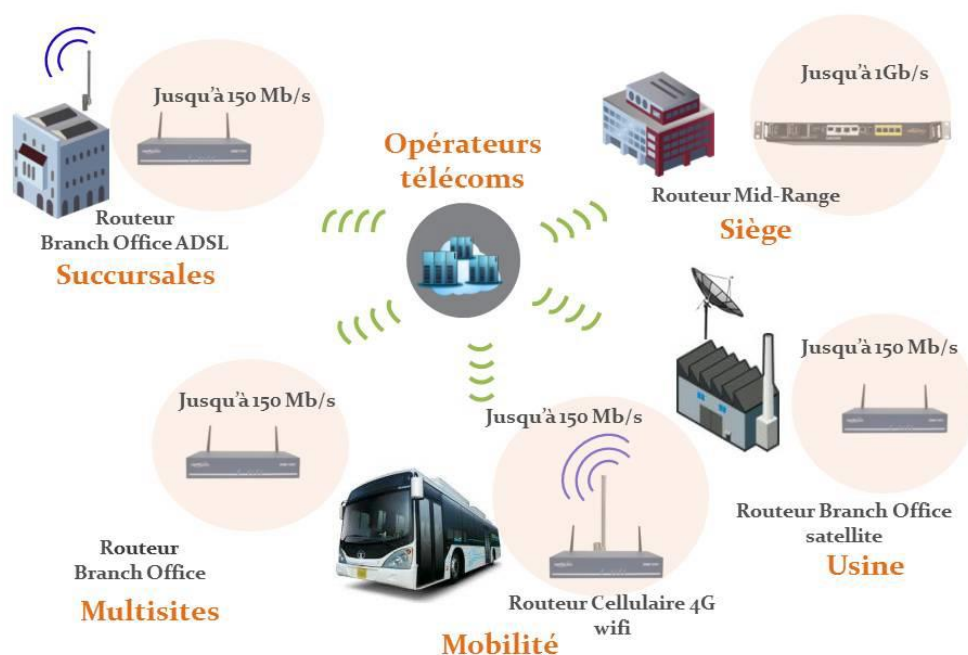 Jusqu'à 150 Mb/s
Routeur
Branch Office ADSL
Succursales
Opérateurs
télécoms
Jusqu'à 1Gb/s
Routeur Mid-Range
Siège
Jusqu'à 150 Mb/s
Routeur
Branch Office
Multisites
Jusqu'à 150 Mb/s
Routeur Cellulaire 4G
wifi
Mobilité
Jusqu'à 150 Mb/s
Routeur Branch Office
satellite
Usine